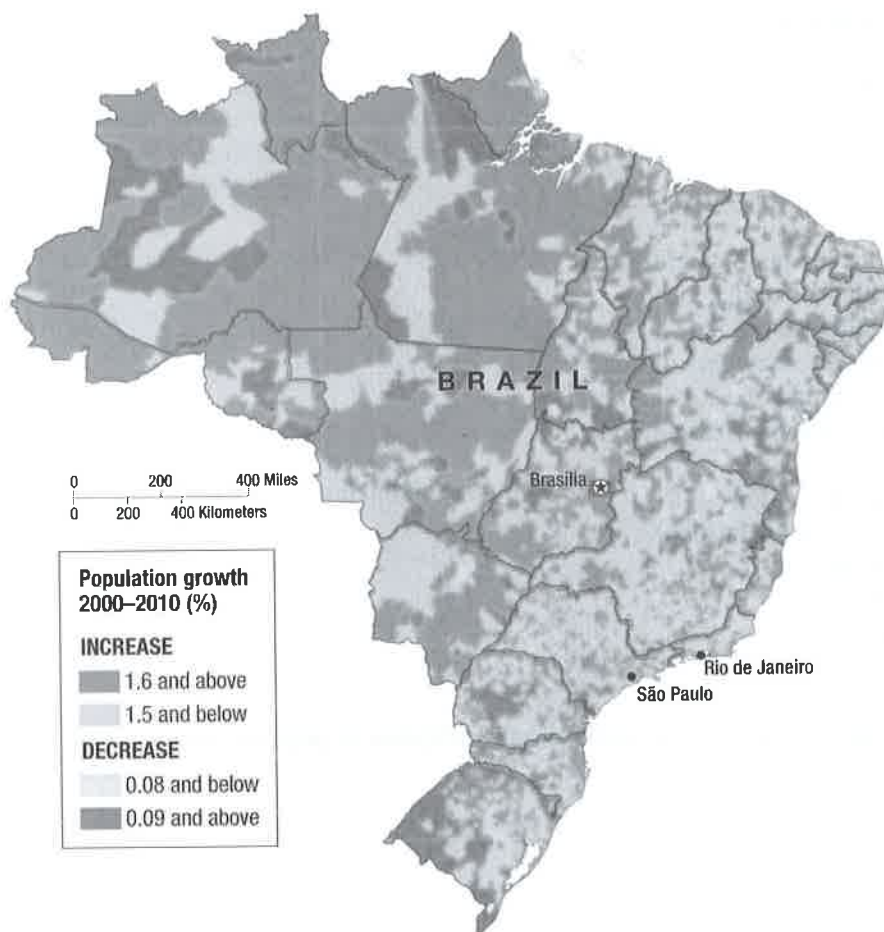 BRAZIL
Brasília
0 200 400 Miles
0 200 400 Kilometers
Population growth
2000–2010 (%)
INCREASE
1.6 and above
1.5 and below
DECREASE
0.08 and below
0.09 and above
Rio de Janeiro
São Paulo